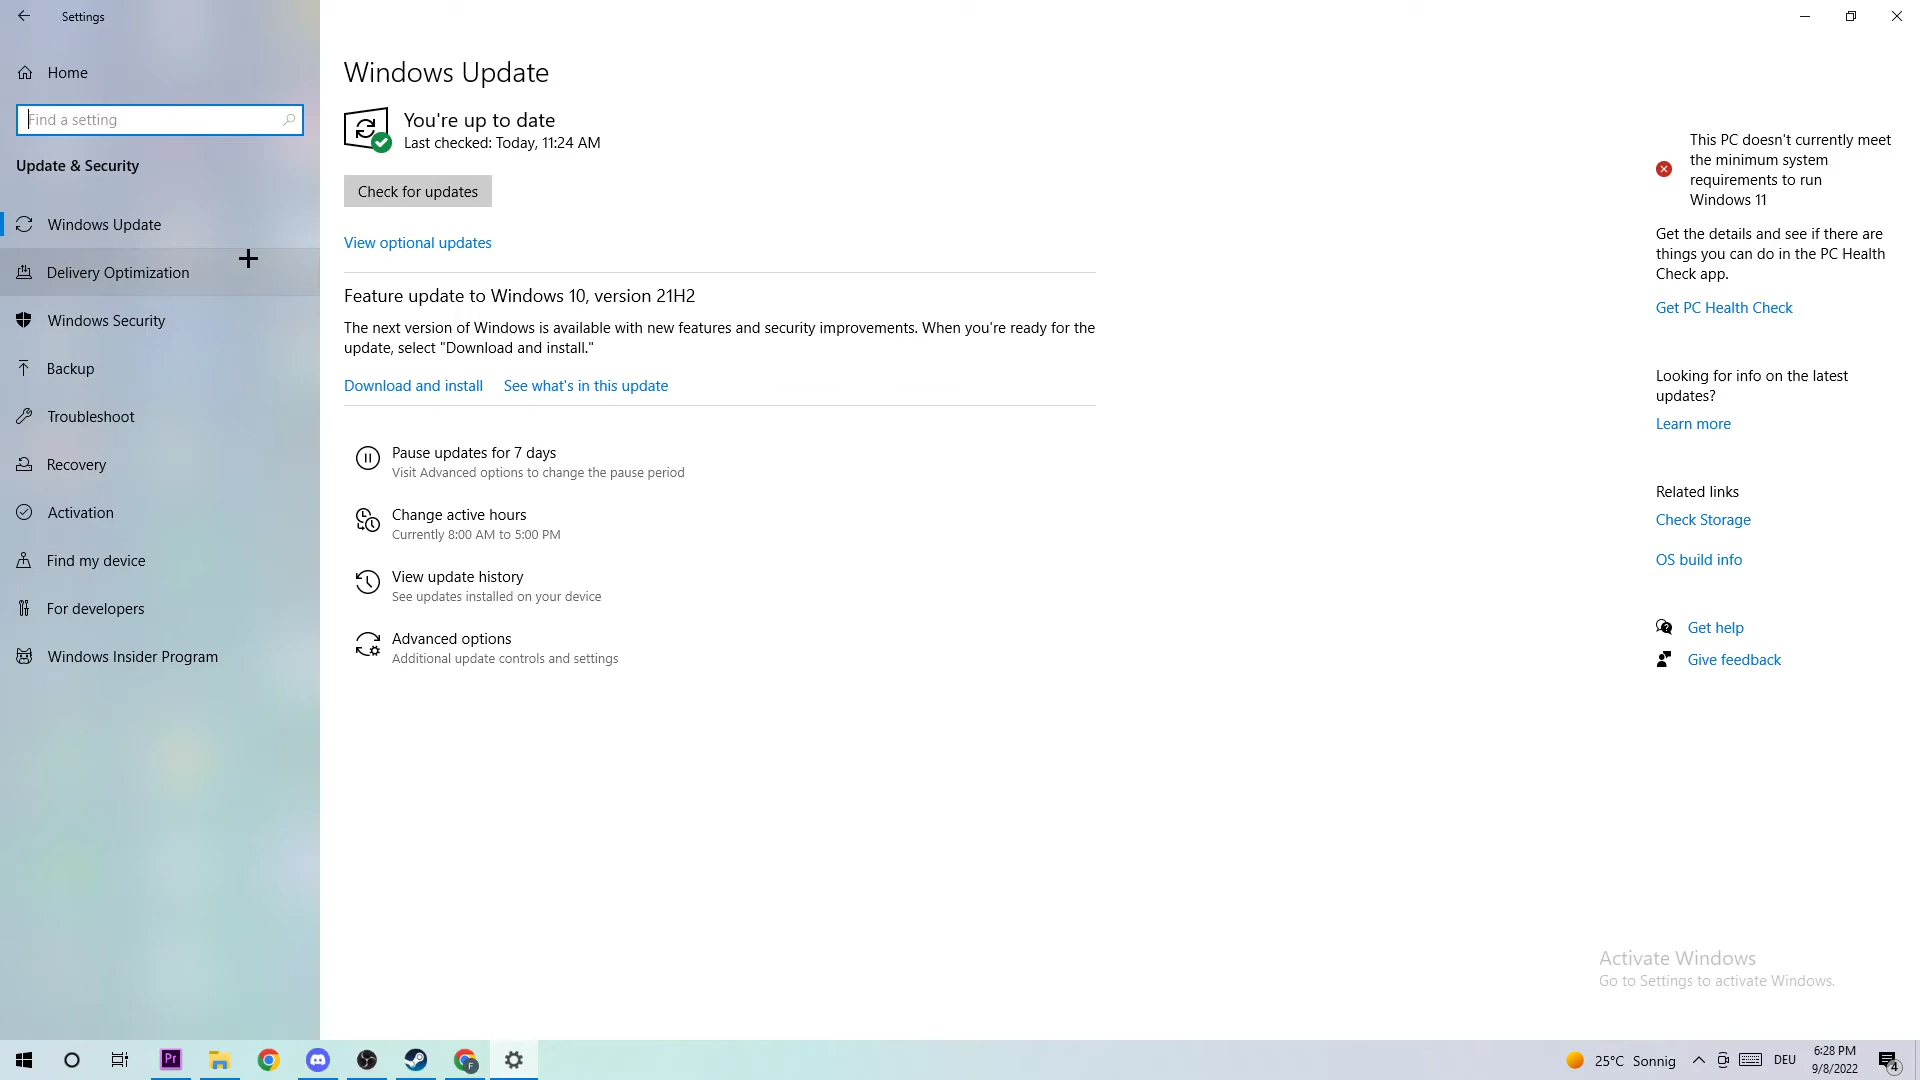 Settings
Home
Find a setting
Update & Security
Windows Update
Delivery Optimization
Windows Security
Backup
Troubleshoot
Recovery
Activation
Find my device
For developers
Windows Insider Program
Windows Update
You're up to date
Last checked: Today, 11:24 AM
Check for updates
View optional updates
Feature update to Windows 10, version 21H2
The next version of Windows is available with new features and security improvements. When you're ready for the
update, select "Download and install."
Download and install See what's in this update
Pause updates for 7 days
Visit Advanced options to change the pause period
Change active hours
Currently 8:00 AM to 5:00 PM
View update history
See updates installed on your device
Advanced options
Additional update controls and settings
This PC doesn't currently meet
the minimum system
requirements to run
Windows 11
Get the details and see if there are
things you can do in the PC Health
Check app.
Get PC Health Check
Looking for info on the latest
updates?
Learn more
Related links
Check Storage
OS build info
Get help
Give feedback
Activate Windows
Go to Settings to activate Windows.
Pr
F
25°C Sonnig
DEU
6:28 PM
9/8/2022
4